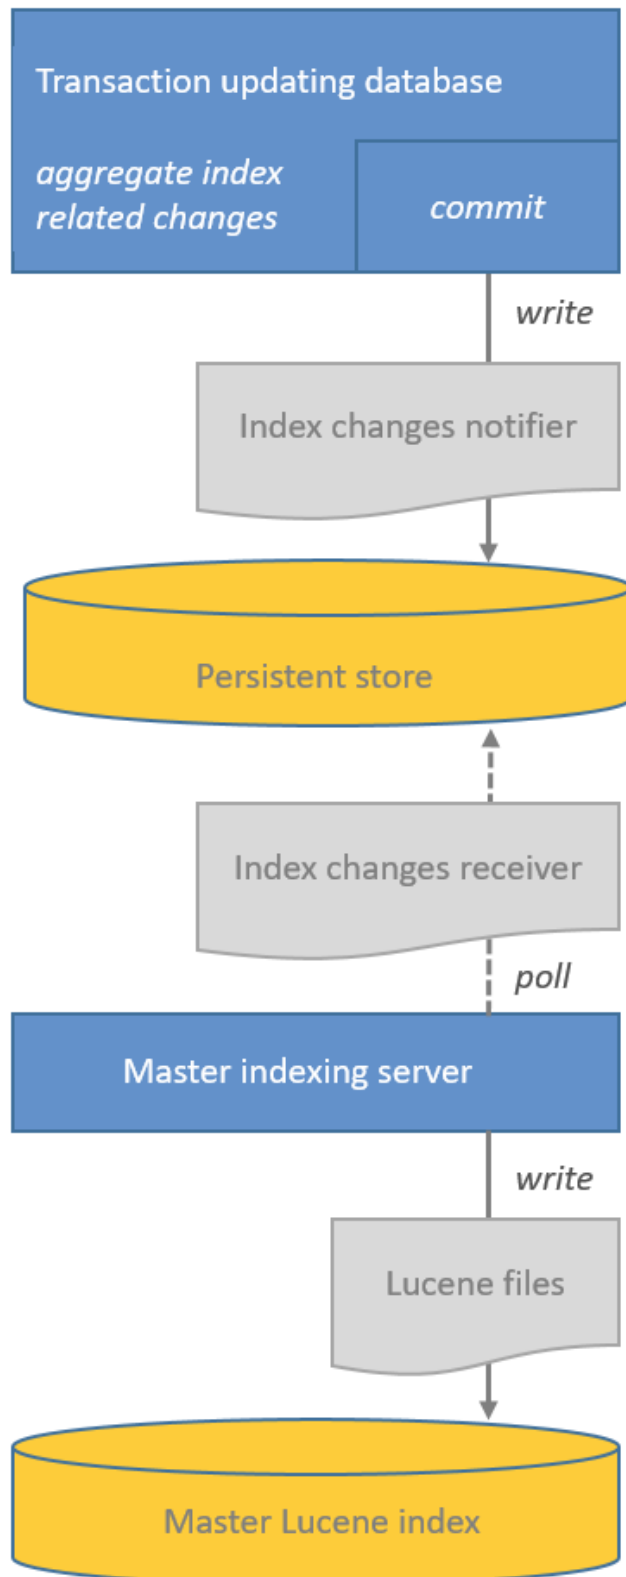 Transaction updating database
aggregate index
related changes
commit
write
Index changes notifier
Persistent store
Index changes receiver
poll
Master indexing server
write
Lucene files
Master Lucene index